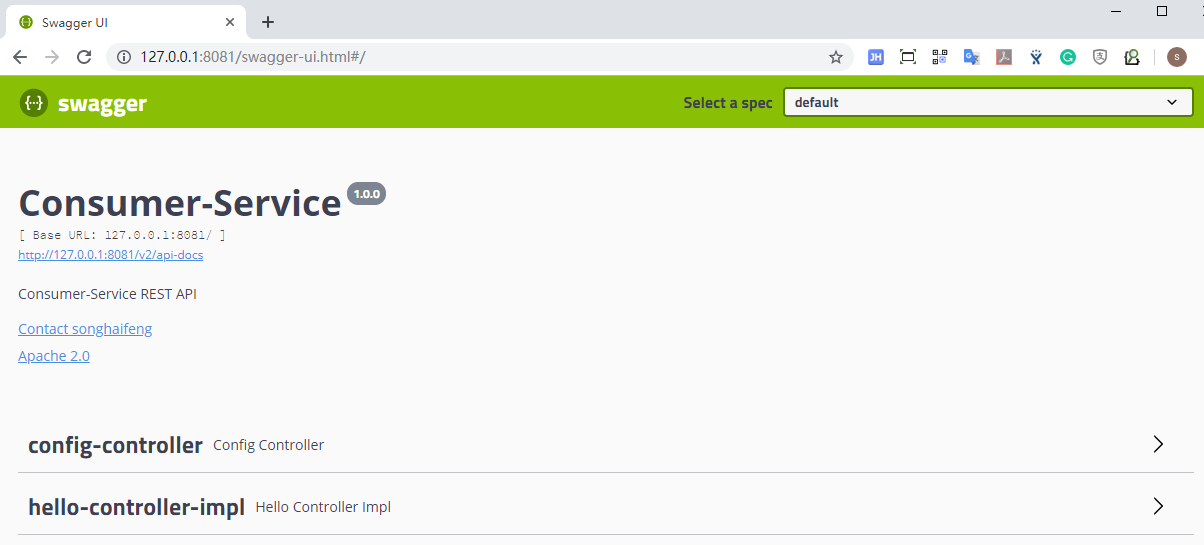 Swagger UI
127.0.0.1:8081/swagger-ui.html#/
JH
S
{··} swagger
Select a spec default
Consumer-Service 1.0.0
[ Base URL: 127.0.0.1:8081/ ]
http://127.0.0.1:8081/v2/api-docs
Consumer-Service REST API
Contact songhaifeng
Apache 2.0
config-controller Config Controller
hello-controller-impl Hello Controller Impl